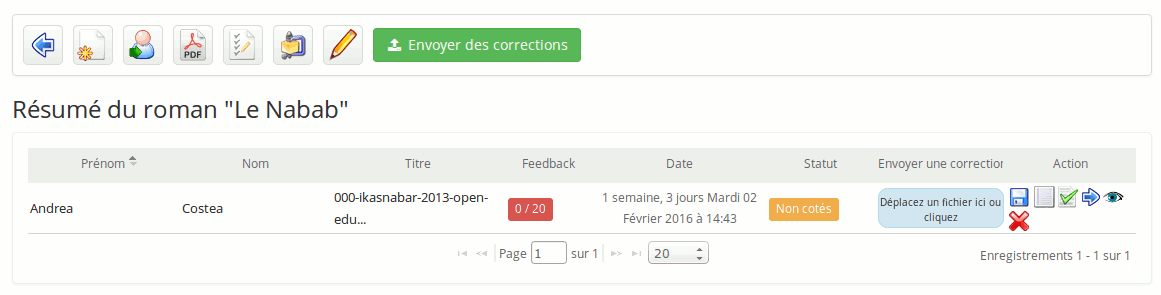 PDF
Envoyer des corrections
Résumé du roman "Le Nabab"
Prénom Nom Titre Feedback Date Statut Envoyer une correction Action
Andrea Costea 000-ikasnabar-2013-open-edu... 0 / 20 1 semaine, 3 jours Mardi 02 Février 2016 à 14:43 Non cotés Déplacez un fichier ici ou cliquez
Page 1 sur 1 20 Enregistrements 1 - 1 sur 1